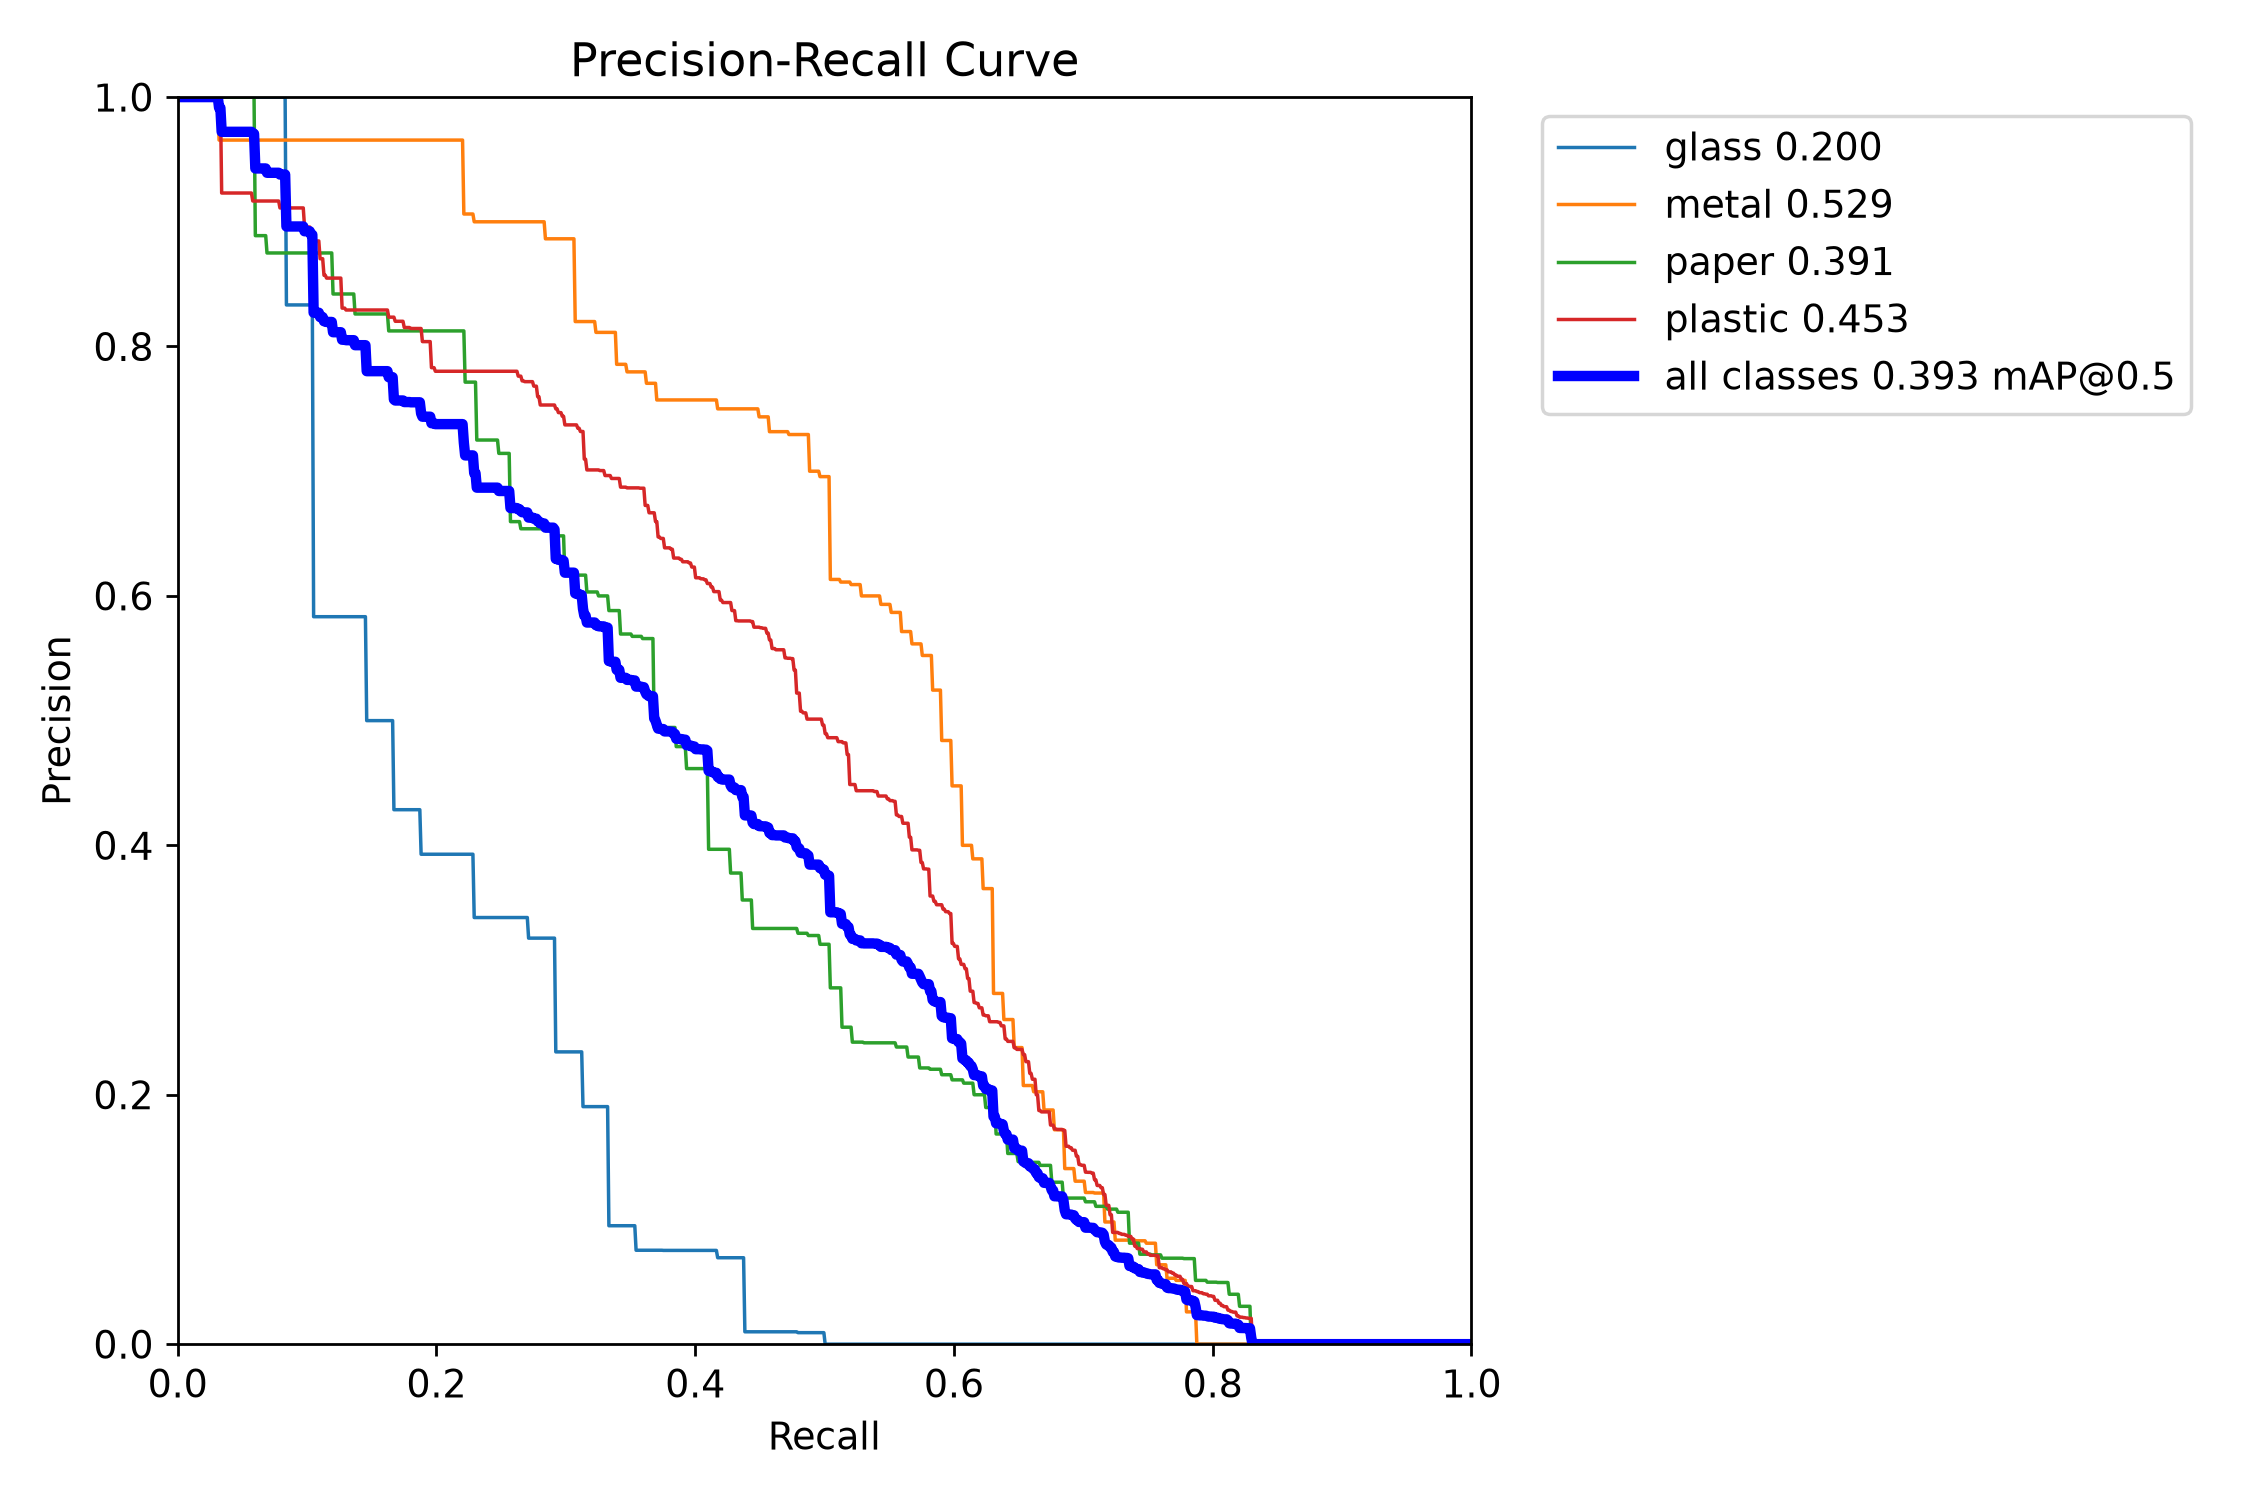 Precision-Recall Curve
glass 0.200
metal 0.529
paper 0.391
plastic 0.453
all classes 0.393 mAP@0.5
Precision
1.0
0.8
0.6
0.4
0.2
0.0
0.0 0.2 0.4 0.6 0.8 1.0
Recall